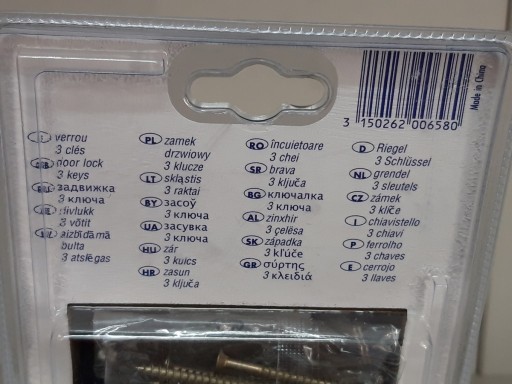 verrou
3 clés
door lock
3 keys
задвижка
3 ключа
3 võtit
aizbīdāmā
bulta
3 atslēgas
PL zamek
drzwiowy
3 klucze
LT skląstis
3 raktai
BY засоў
3 ключа
UA засувка
3 ключа
HU zár
3 kulcs
HR zasun
3 ključa
RO încuietoare
3 chei
SR brava
3 ključa
BG ключалка
3 ключа
AL zinxhir
3 çelësa
SK západka
3 kľúče
GR σύρτης
3 κλειδιά
D Riegel
3 Schlüssel
NL grendel
3 sleutels
CZ zámek
3 klíče
I chiavistello
3 chiavi
P ferrolho
3 chaves
E cerrojo
3 llaves
3 150262 006580
Made in China